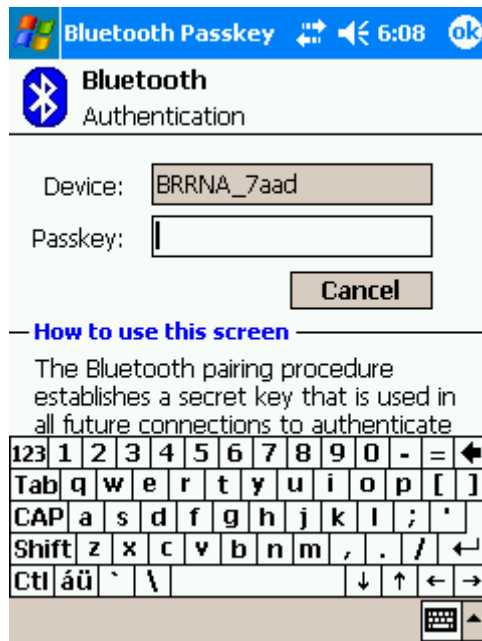 Bluetooth Passkey 6:08 ok
Bluetooth
Authentication
Device: BRRNA_7aad
Passkey:
Cancel
How to use this screen
The Bluetooth pairing procedure
establishes a secret key that is used in
all future connections to authenticate
123 1 2 3 4 5 6 7 8 9 0 - =
Tab q w e r t y u i o p [ ]
CAP a s d f g h j k l ; '
Shift z x c v b n m , . /
Ctl áü ` \ ↓ ↑ ← →